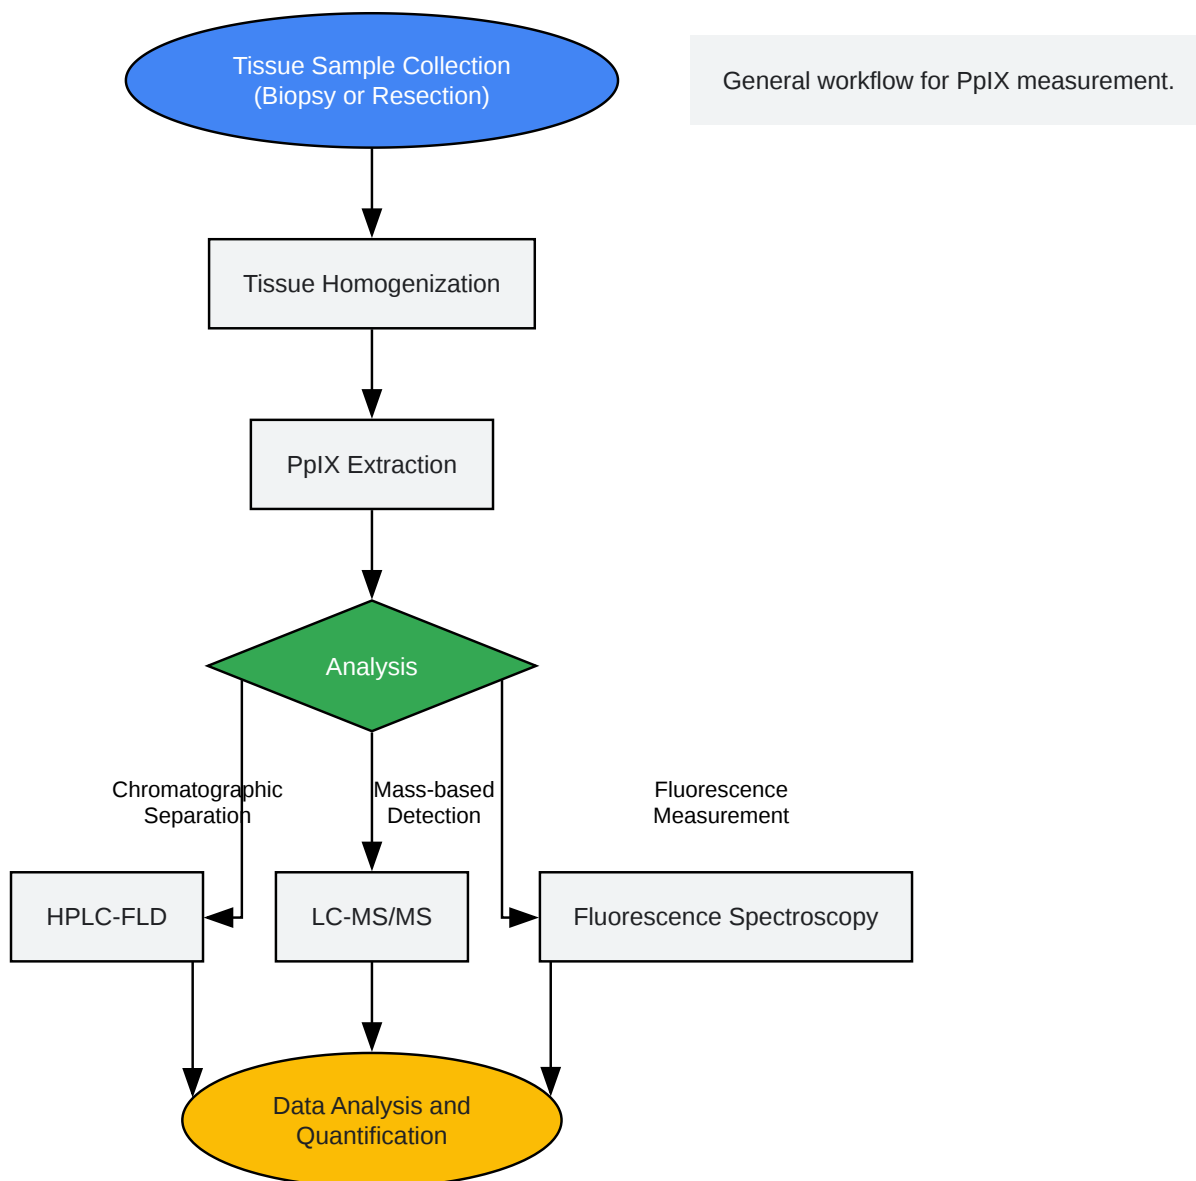 Tissue Sample Collection
(Biopsy or Resection)
General workflow for PpIX measurement.
Tissue Homogenization
PpIX Extraction
Analysis
Chromatographic
Separation
Mass-based
Detection
Fluorescence
Measurement
HPLC-FLD
LC-MS/MS
Fluorescence Spectroscopy
Data Analysis and
Quantification